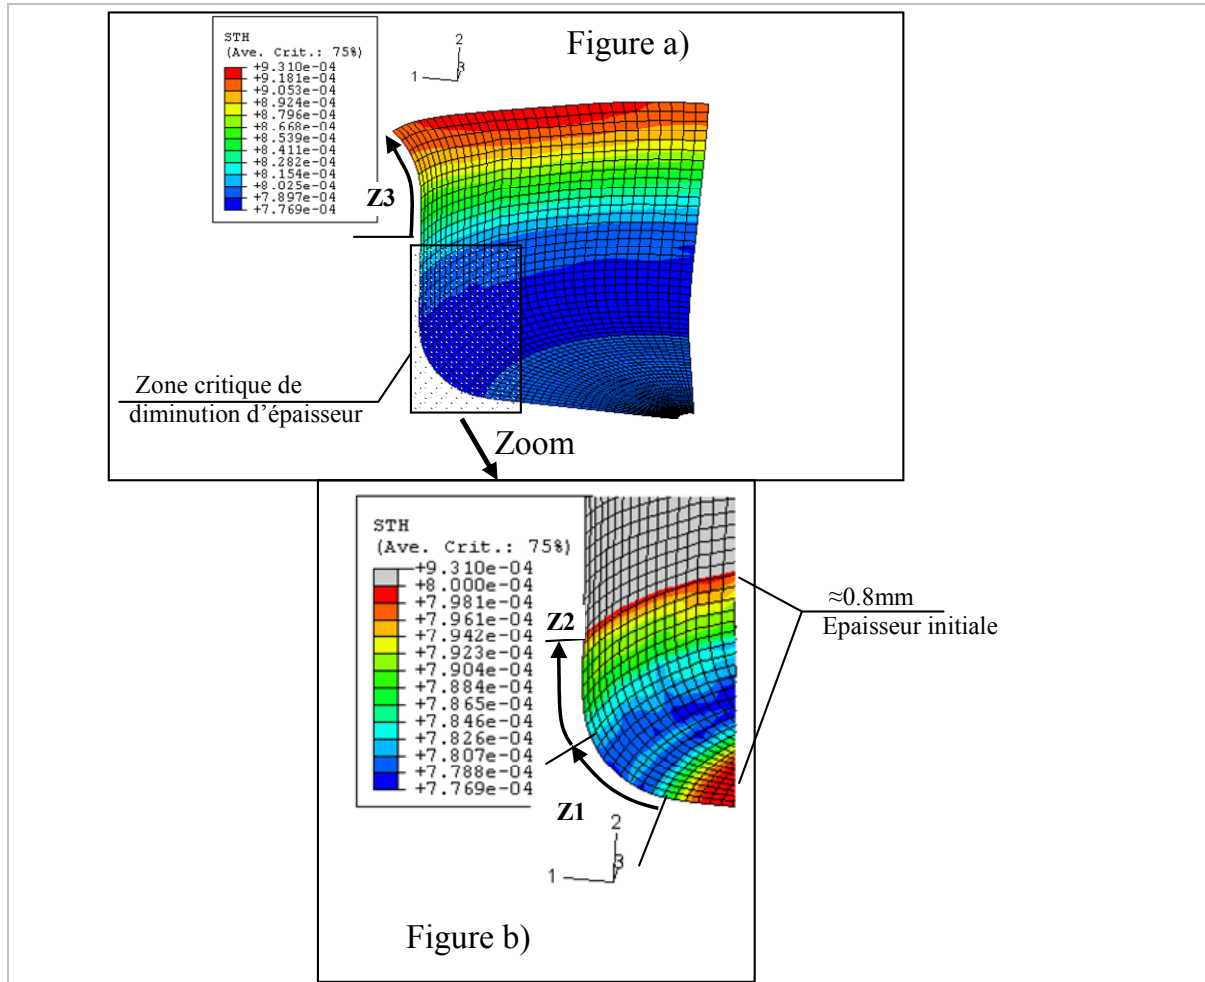 Figure a)
STH
(Ave. Crit.: 75%)
+9.310e-04
+9.181e-04
+9.053e-04
+8.924e-04
+8.796e-04
+8.668e-04
+8.539e-04
+8.411e-04
+8.282e-04
+8.154e-04
+8.025e-04
+7.897e-04
+7.769e-04
2
3
1
Z3
Zone critique de
diminution d'épaisseur
Zoom
STH
(Ave. Crit.: 75%)
+9.310e-04
+8.000e-04
+7.981e-04
+7.961e-04
+7.942e-04
+7.923e-04
+7.904e-04
+7.884e-04
+7.865e-04
+7.846e-04
+7.826e-04
+7.807e-04
+7.788e-04
+7.769e-04
Z2
≈0.8mm
Epaisseur initiale
Z1
2
3
1
Figure b)